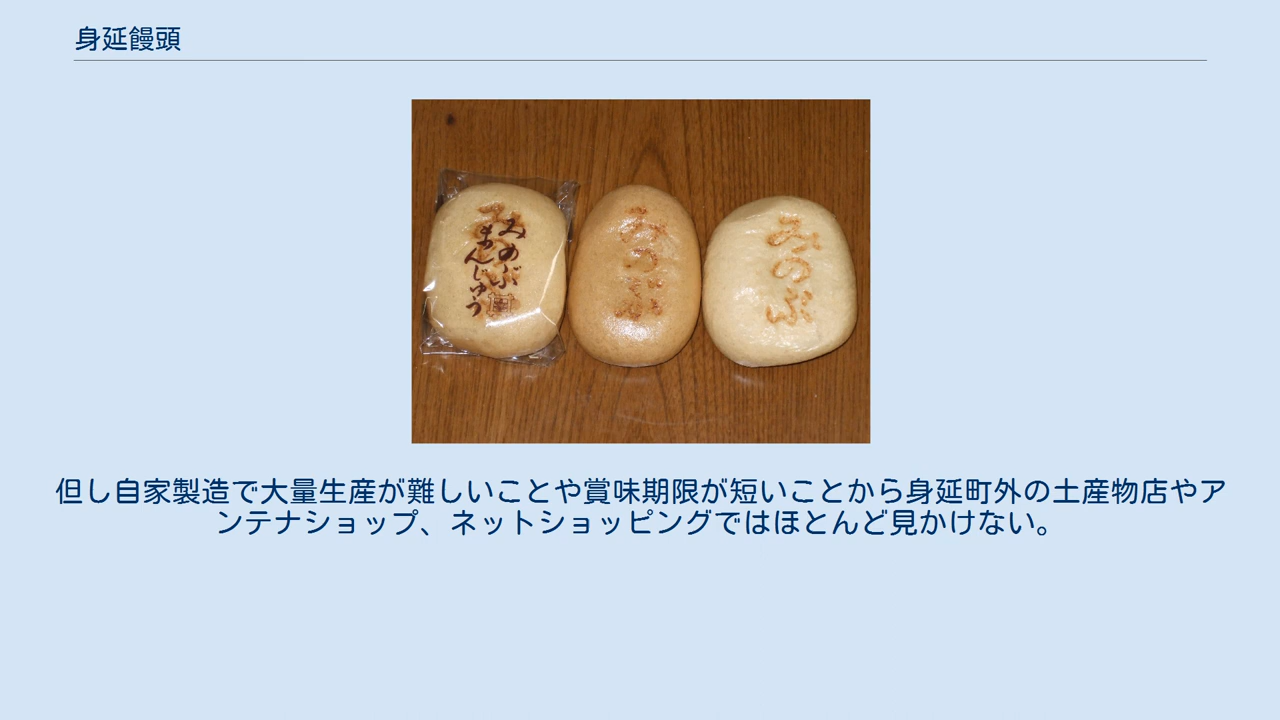 身延饅頭
みのぶ
まんじゅう
みのぶ
みのぶ
但し自家製造で大量生産が難しいことや賞味期限が短いことから身延町外の土産物店やア
ンテナショップ、ネットショッピングではほとんど見かけない。